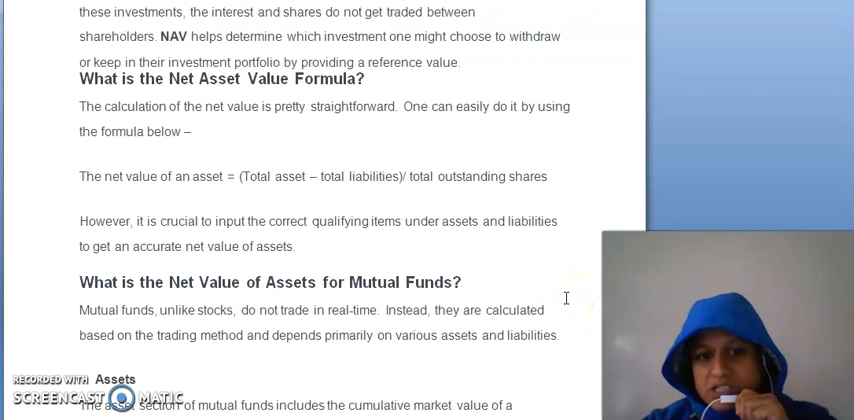 these investments, the interest and shares do not get traded between
shareholders. NAV helps determine which investment one might choose to withdraw
or keep in their investment portfolio by providing a reference value.
What is the Net Asset Value Formula?
The calculation of the net value is pretty straightforward. One can easily do it by using
the formula below –
The net value of an asset = (Total asset – total liabilities)/ total outstanding shares
However, it is crucial to input the correct qualifying items under assets and liabilities
to get an accurate net value of assets.
What is the Net Value of Assets for Mutual Funds?
Mutual funds, unlike stocks, do not trade in real-time. Instead, they are calculated
based on the trading method and depends primarily on various assets and liabilities.
Assets
RECORDED WITH
SCREENCAST MATIC
The asset section of mutual funds includes the cumulative market value of a